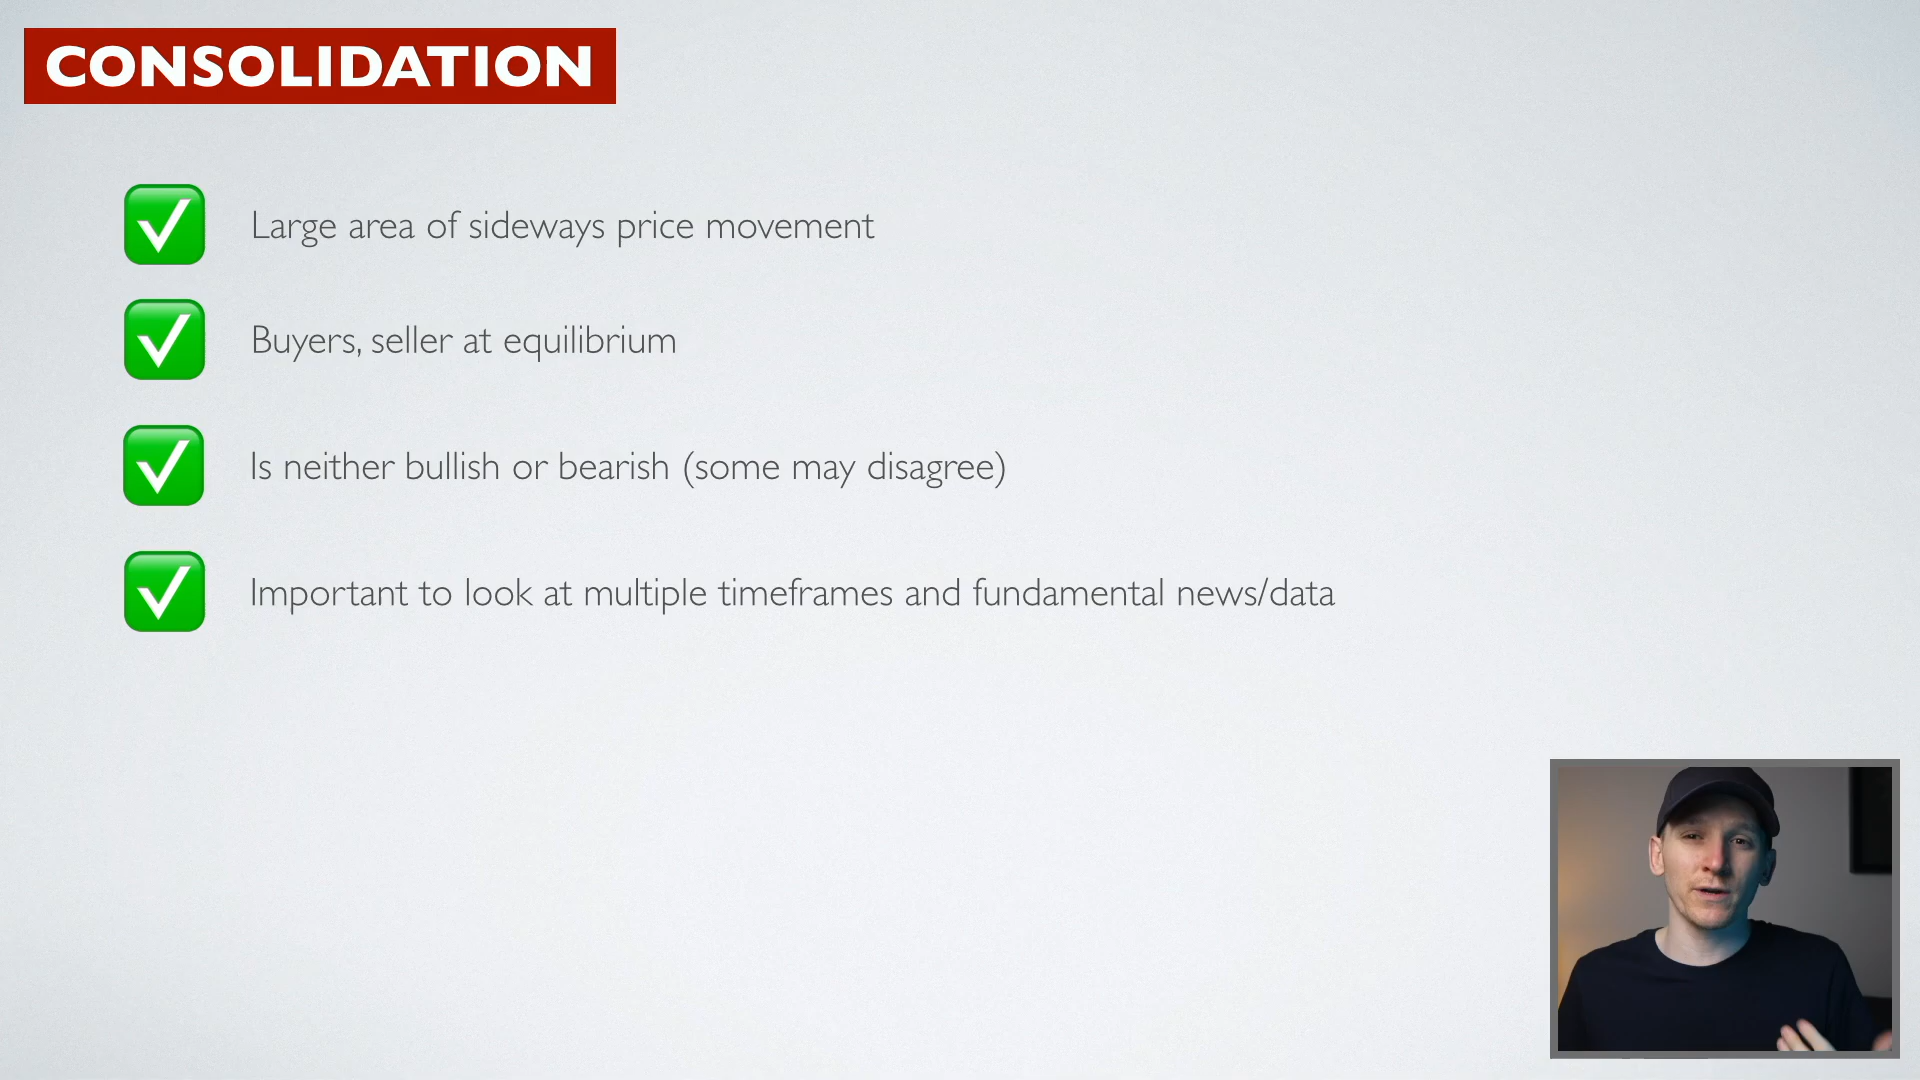 CONSOLIDATION
Large area of sideways price movement
Buyers, seller at equilibrium
Is neither bullish or bearish (some may disagree)
Important to look at multiple timeframes and fundamental news/data